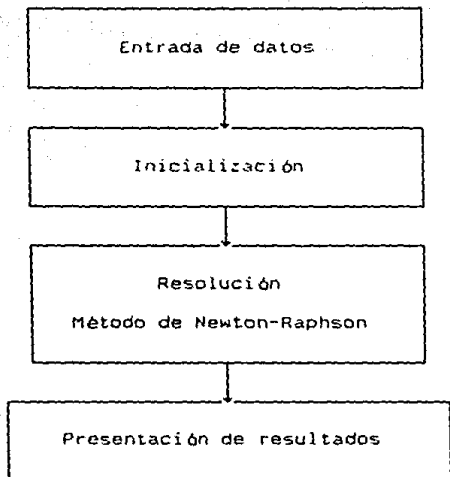 Entrada de datos
Inicialización
Resolución
Método de Newton-Raphson
Presentación de resultados